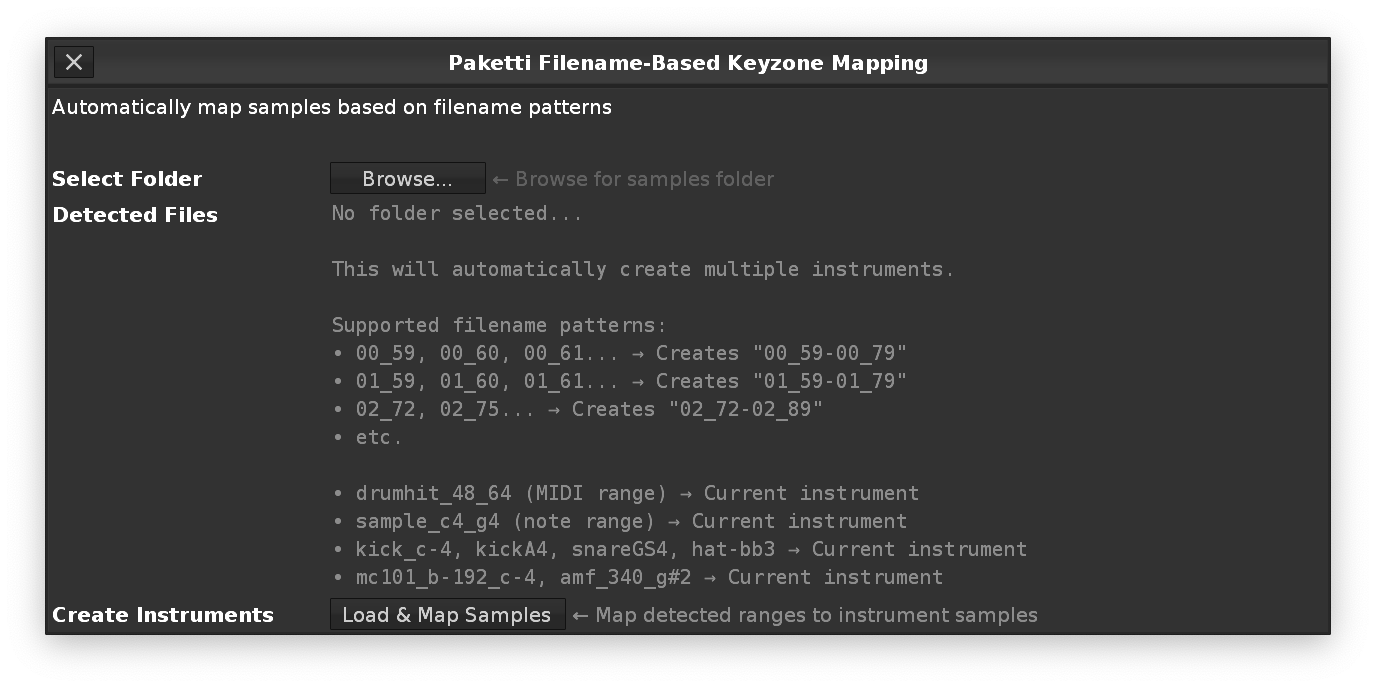 Paketti Filename-Based Keyzone Mapping
Automatically map samples based on filename patterns
Select Folder Browse... ← Browse for samples folder
Detected Files No folder selected...
This will automatically create multiple instruments.
Supported filename patterns:
• 00_59, 00_60, 00_61... → Creates "00_59-00_79"
• 01_59, 01_60, 01_61... → Creates "01_59-01_79"
• 02_72, 02_75... → Creates "02_72-02_89"
• etc.
• drumhit_48_64 (MIDI range) → Current instrument
• sample_c4_g4 (note range) → Current instrument
• kick_c-4, kickA4, snareGS4, hat-bb3 → Current instrument
• mc101_b-192_c-4, amf_340_g#2 → Current instrument
Create Instruments Load & Map Samples ← Map detected ranges to instrument samples